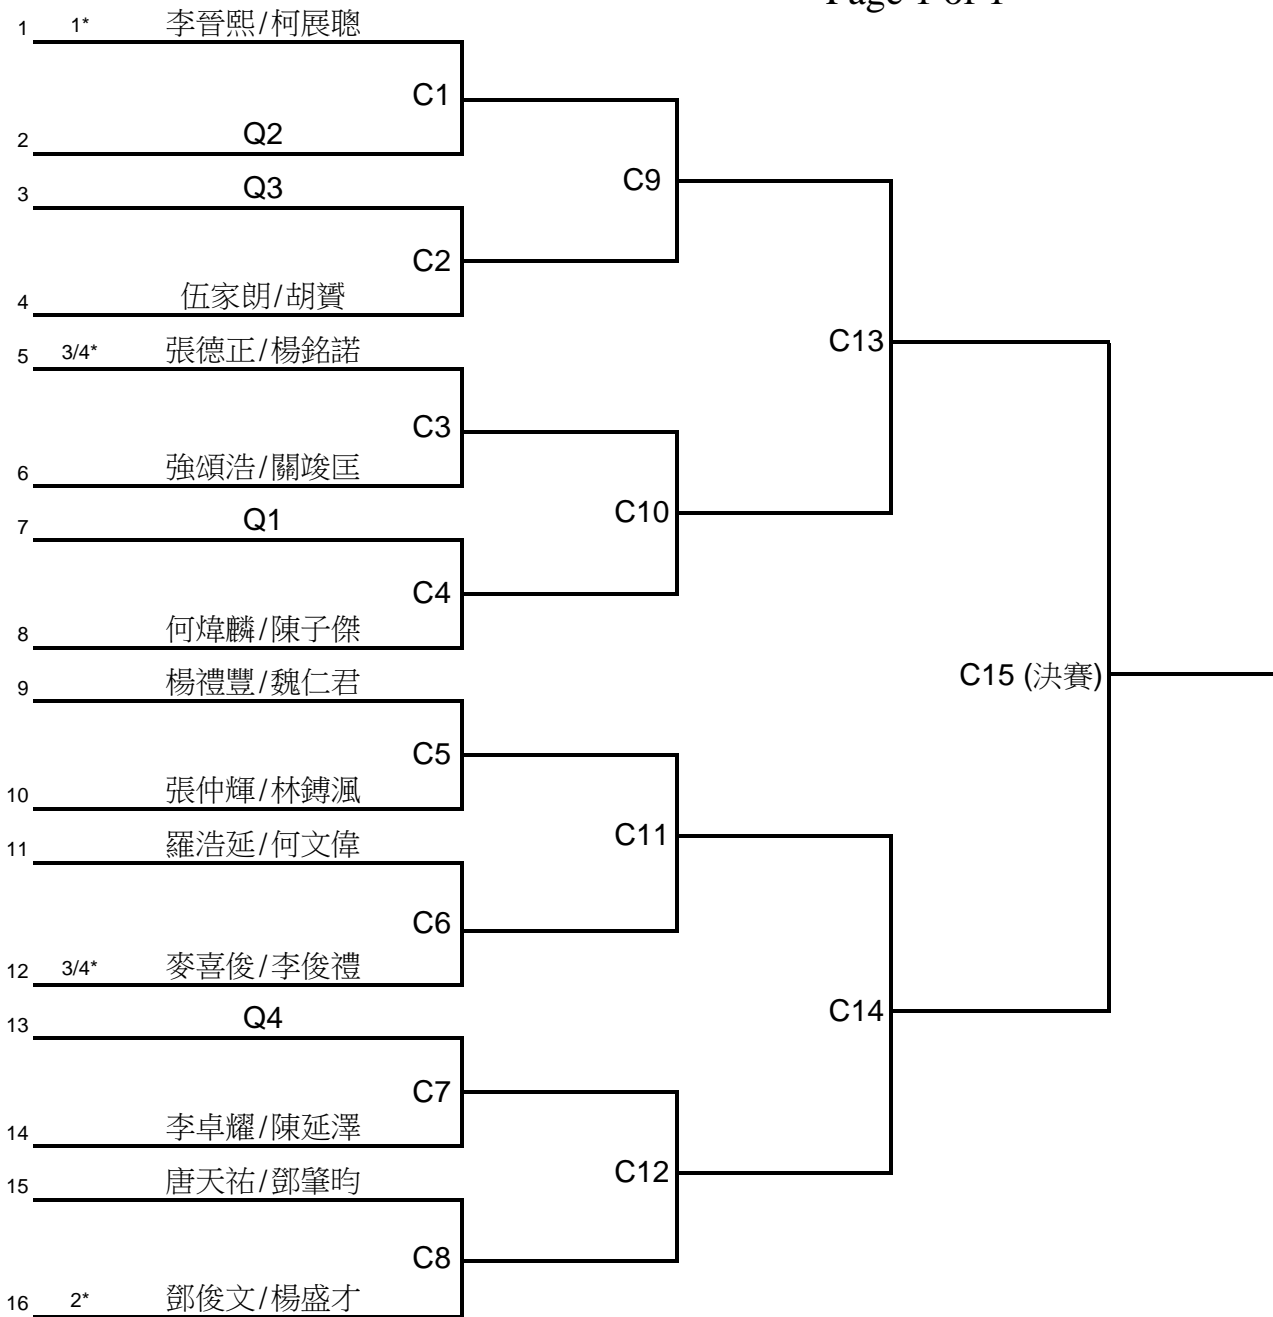 Page 1 of 1
1 1* 李晉熙/柯展聰
C1
2 Q2
3 Q3
C9
C2
4 伍家朗/胡贇
5 3/4* 張德正/楊銘諾
C13
C3
6 強頌浩/關竣匡
7 Q1
C10
C4
8 何煒麟/陳子傑
9 楊禮豐/魏仁君
C15 (決賽)
C5
10 張仲輝/林鎛渢
11 羅浩延/何文偉
C11
C6
12 3/4* 麥喜俊/李俊禮
13 Q4
C14
C7
14 李卓耀/陳延澤
15 唐天祐/鄧肇昀
C12
C8
16 2* 鄧俊文/楊盛才